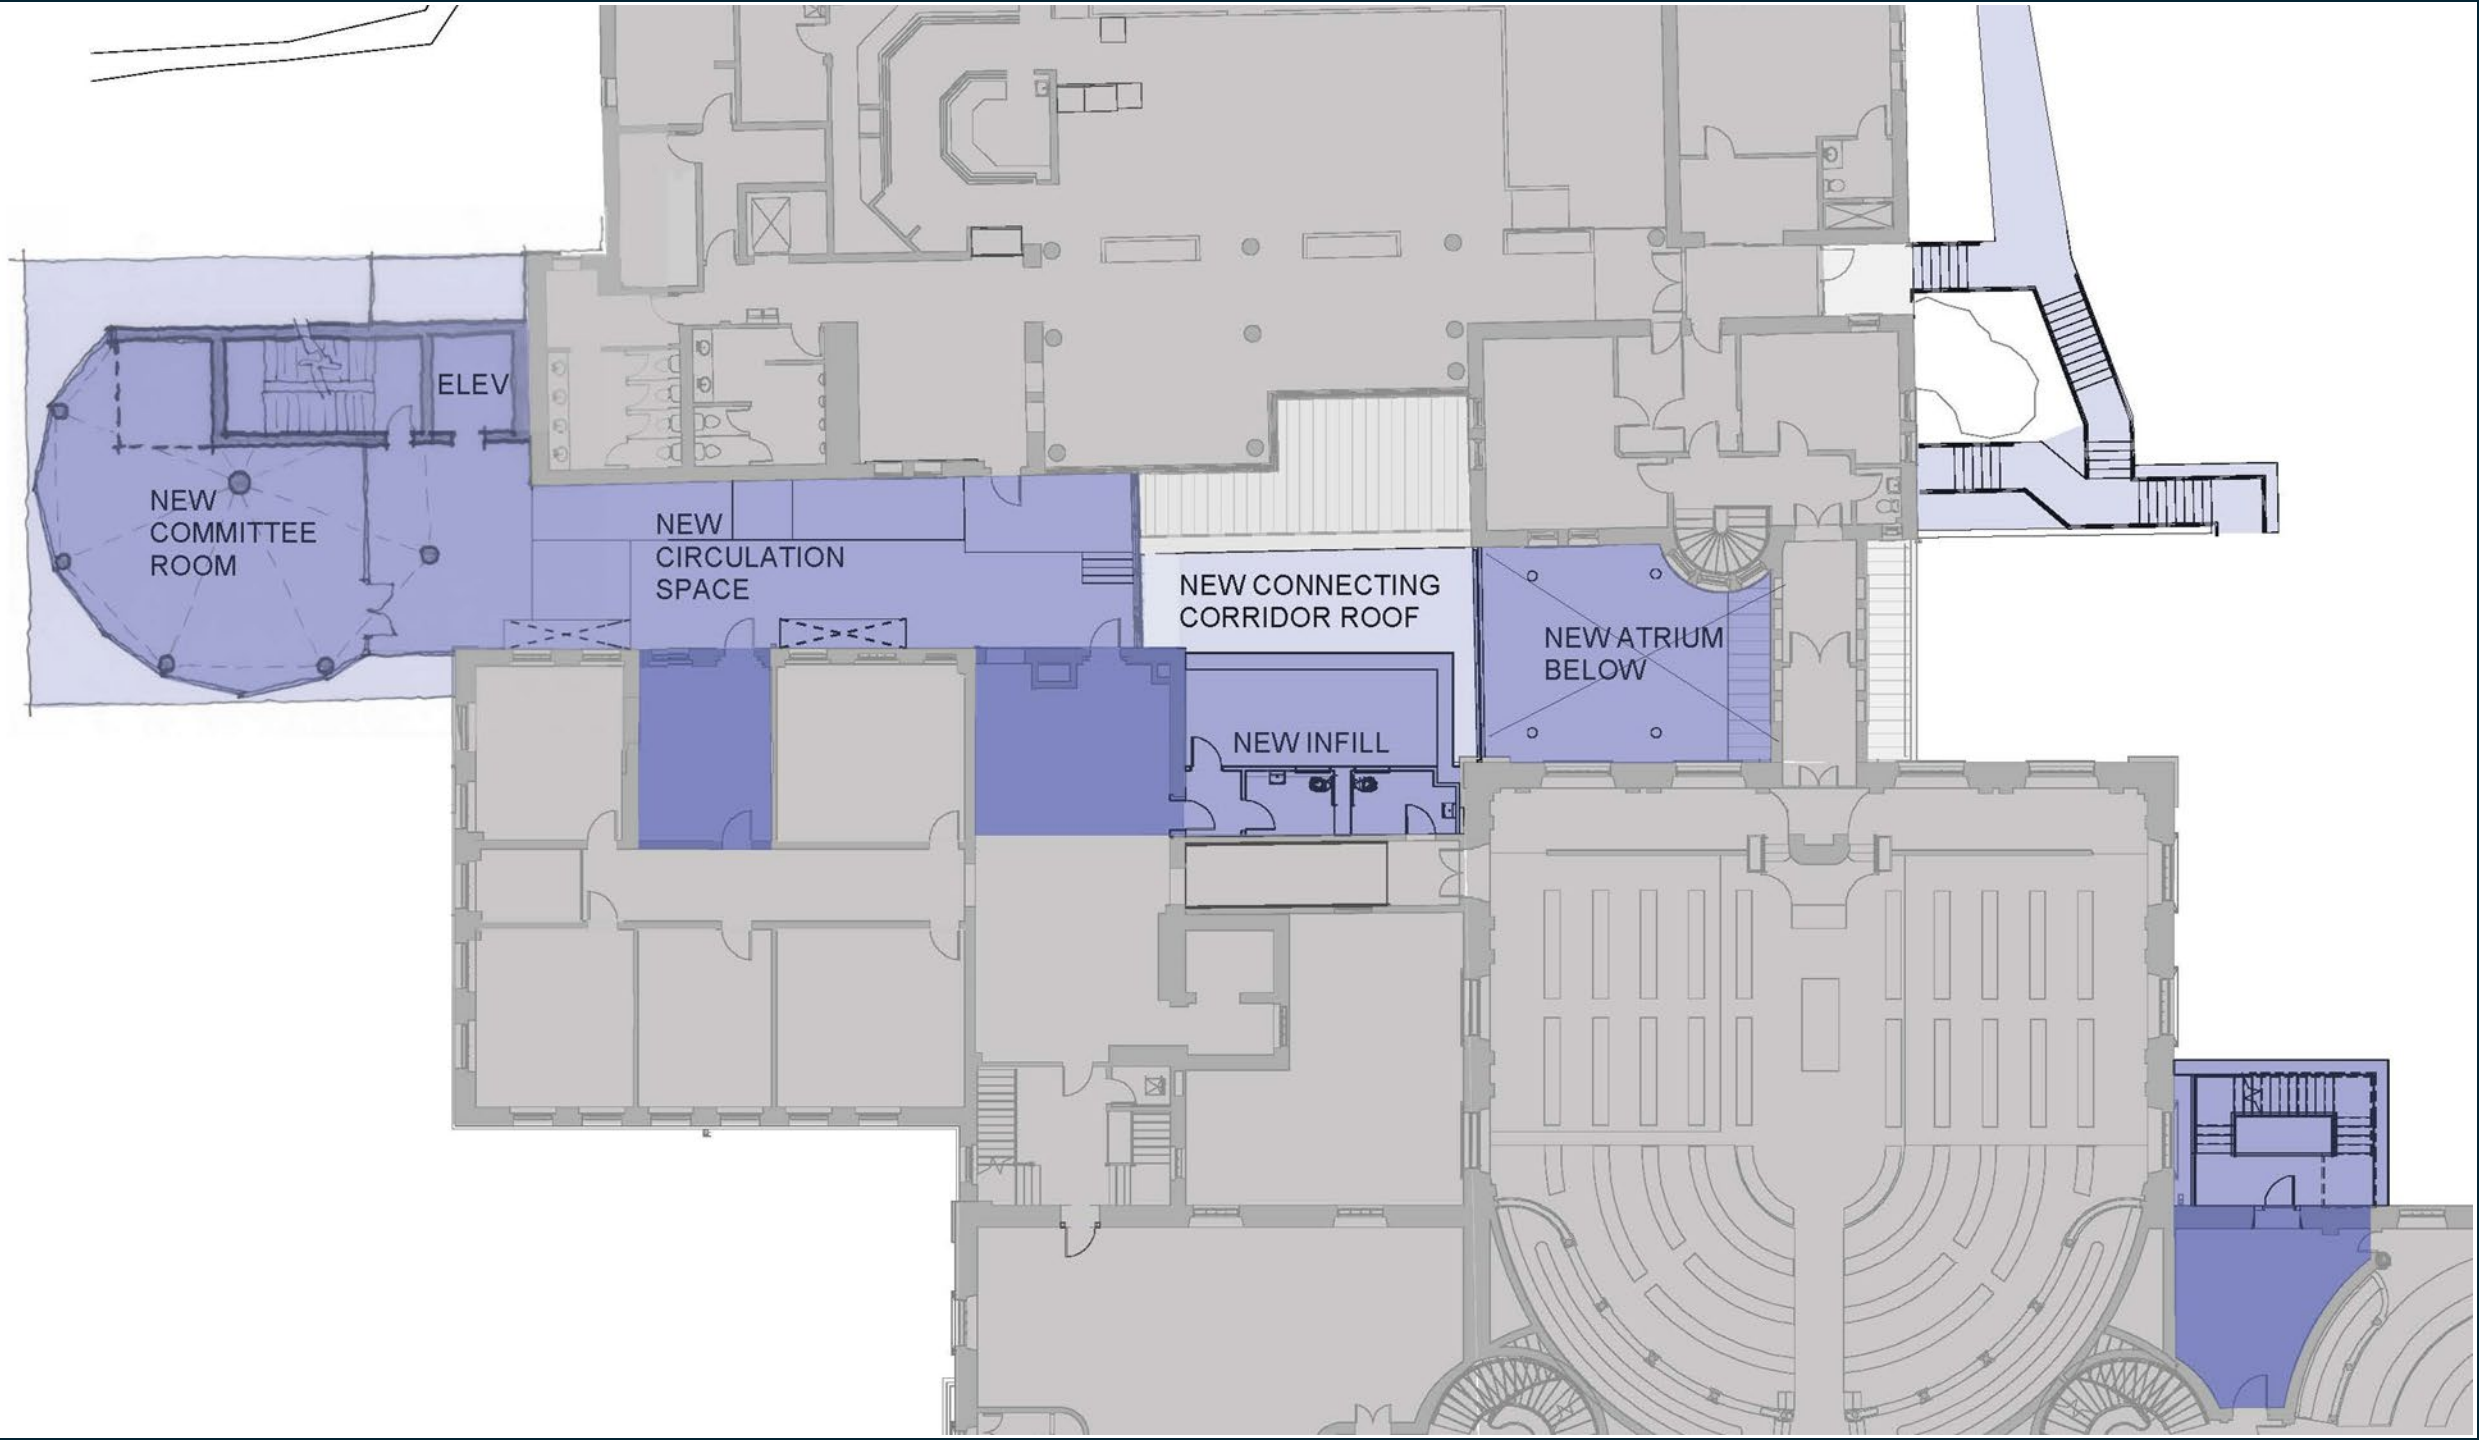 ELEV
NEW
COMMITTEE
ROOM
NEW
CIRCULATION
SPACE
NEW CONNECTING
CORRIDOR ROOF
NEW ATRIUM
BELOW
NEW INFILL